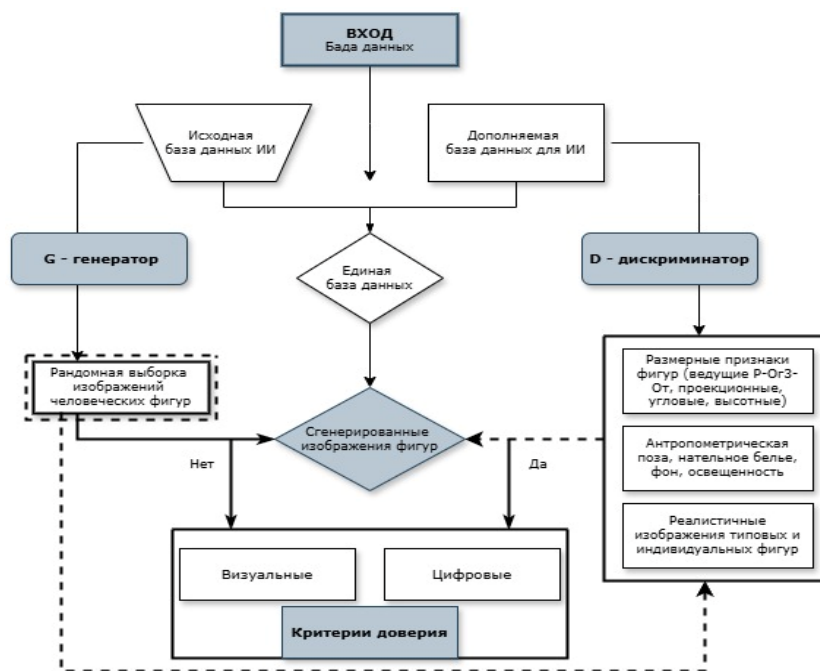 ВХОД
Бада данных
Исходная
база данных ИИ
Дополняемая
база данных для ИИ
G - генератор
Единая
база данных
D - дискриминатор
Рандомная выборка
изображений
человеческих фигур
Размерные признаки
фигур (ведущие Р-Ог3-
От, проекционные,
угловые, высотные)
Сгенерированные
изображения фигур
Нет
Да
Антропометрическая
поза, нательное белье,
фон, освещенность
Реалистичные
изображения типовых и
индивидуальных фигур
Визуальные
Цифровые
Критерии доверия